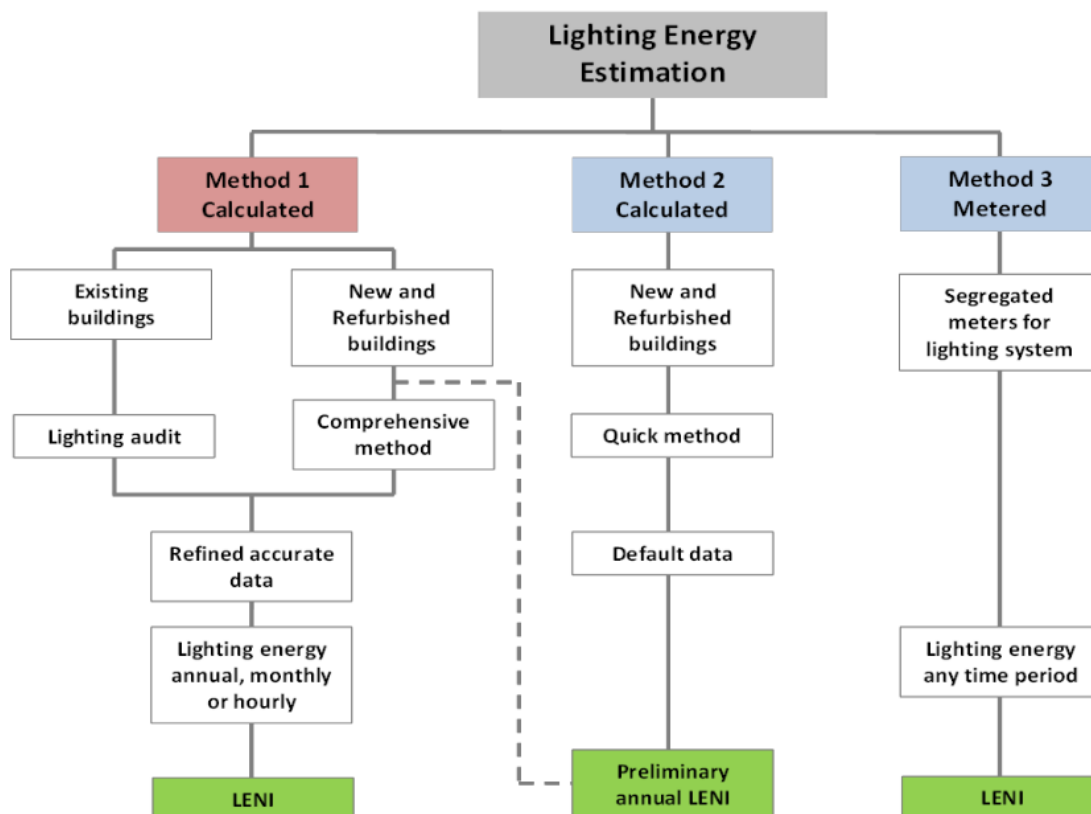 Lighting Energy
Estimation
Method 1
Calculated
Method 2
Calculated
Method 3
Metered
Existing
buildings
New and
Refurbished
buildings
New and
Refurbished
buildings
Segregated
meters for
lighting system
Lighting audit
Comprehensive
method
Quick method
Refined accurate
data
Default data
Lighting energy
annual, monthly
or hourly
Lighting energy
any time period
LENI
Preliminary
annual LENI
LENI